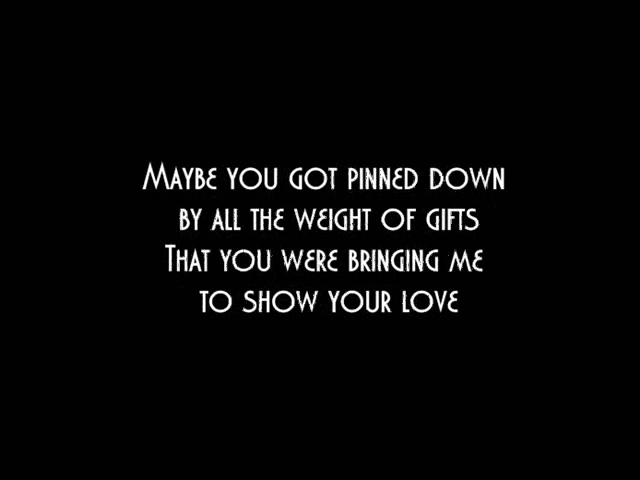 Maybe you got pinned down
by all the weight of gifts
That you were bringing me
to show your love